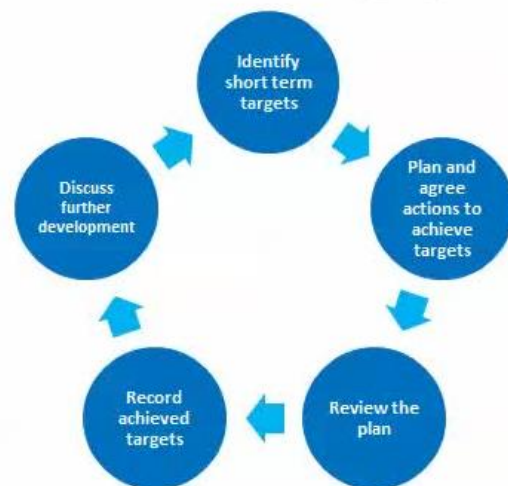 Identify
short term
targets
Plan and
agree
actions to
achieve
targets
Review the
plan
Record
achieved
targets
Discuss
further
development